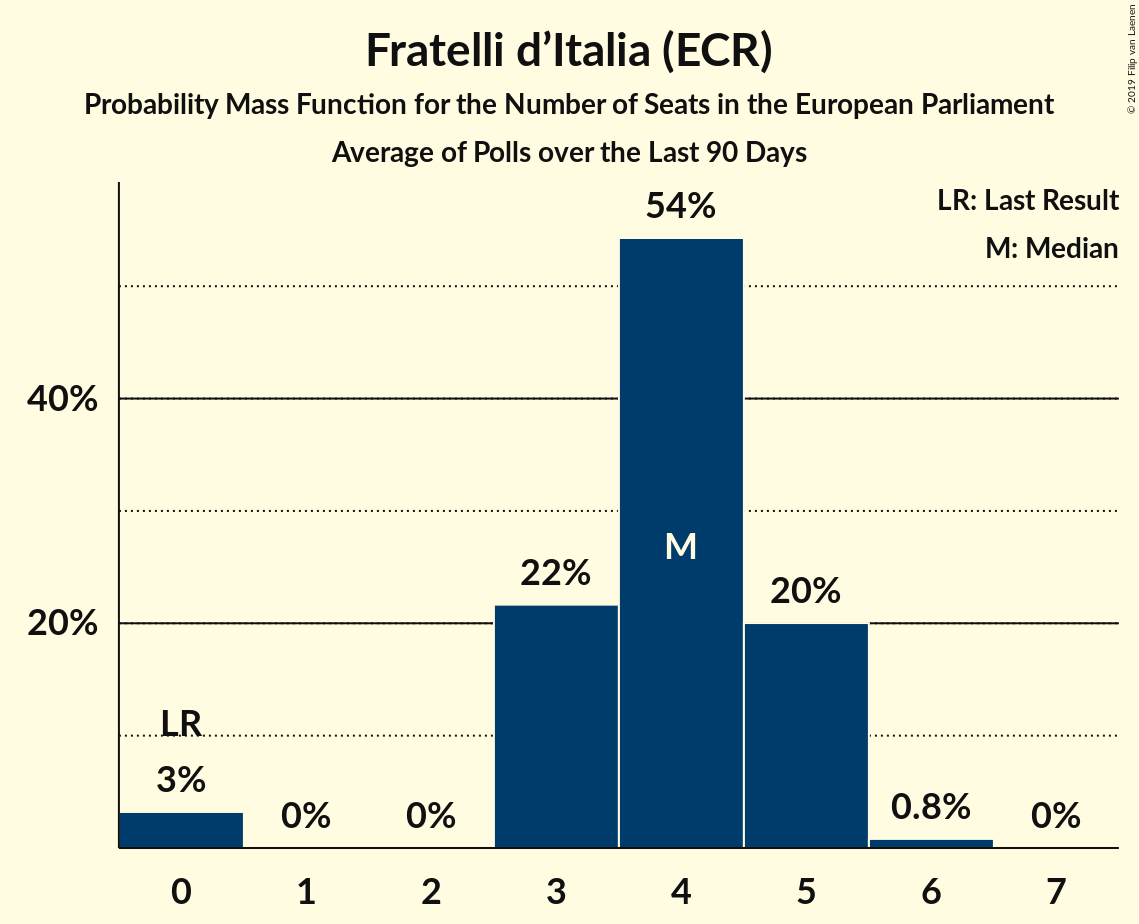 Fratelli d’Italia (ECR)
Probability Mass Function for the Number of Seats in the European Parliament
Average of Polls over the Last 90 Days
© 2019 Filip van Laenen
LR: Last Result
M: Median
54%
40%
M
22%
20%
20%
LR
3%
0%
0%
0.8%
0%
0 1 2 3 4 5 6 7